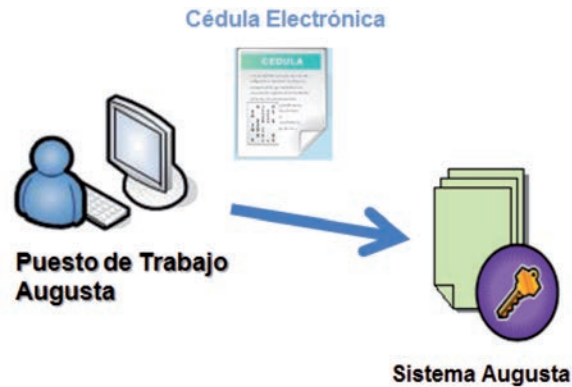 Cédula Electrónica
CEDULA
Puesto de Trabajo
Augusta
Sistema Augusta